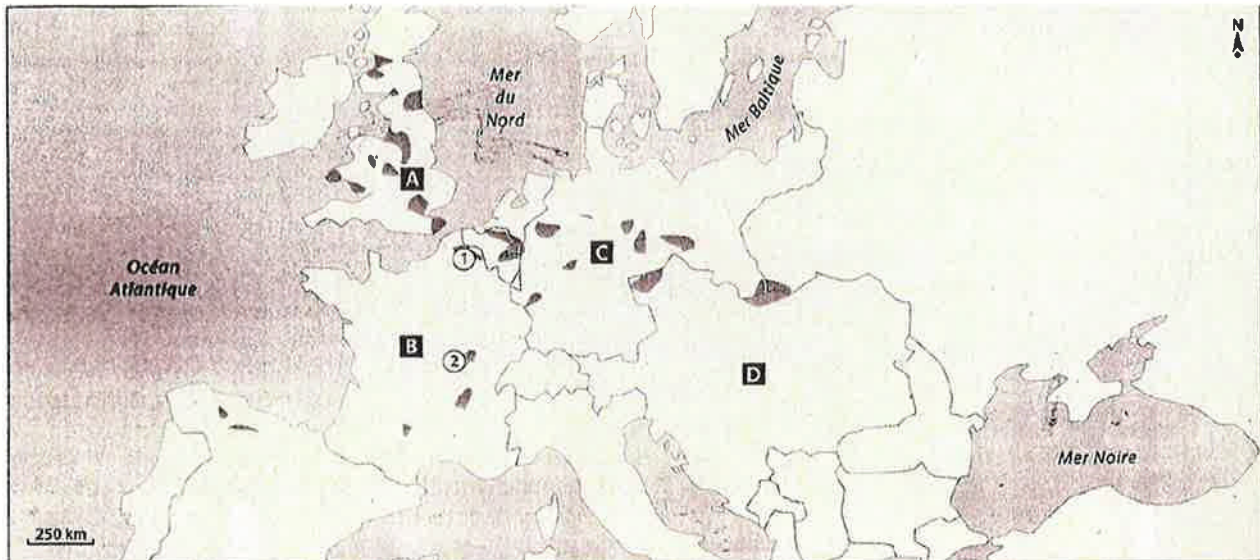 N
Mer
du
Nord
Mer Baltique
A
1
C
Océan
Atlantique
B
2
D
Mer Noire
250 km